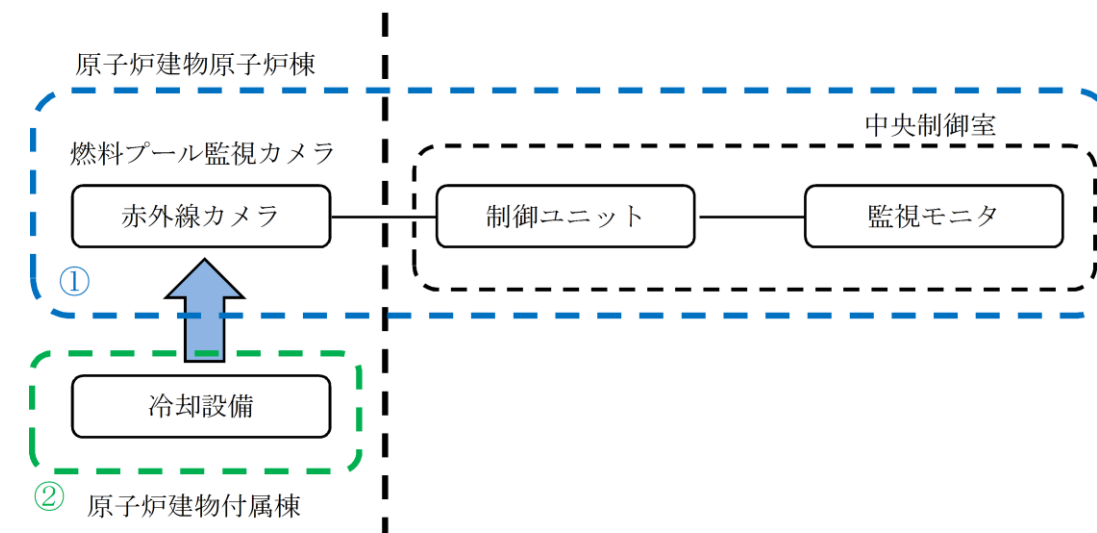 原子炉建物原子炉棟
中央制御室
燃料プール監視カメラ
赤外線カメラ
制御ユニット
監視モニタ
①
冷却設備
②
原子炉建物付属棟